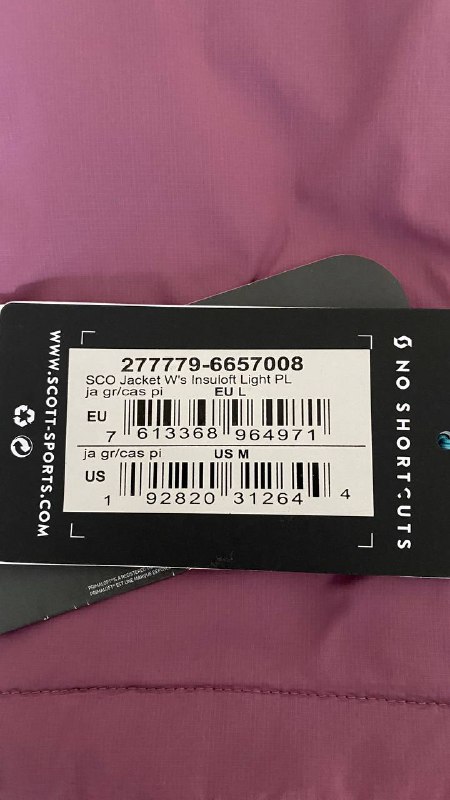 277779-6657008
SCO Jacket W's Insuloft Light PL
ja gr/cas pi EU L
EU
7 613368 964971
ja gr/cas pi US M
US
1 92820 31264 4
WWW.SCOTT-SPORTS.COM
NO SHORTCUTS